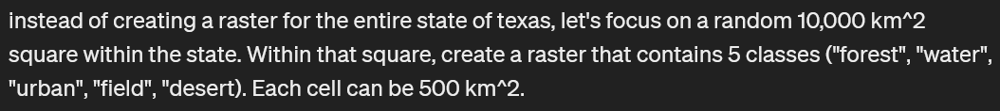 instead of creating a raster for the entire state of texas, let's focus on a random 10,000 km^2
square within the state. Within that square, create a raster that contains 5 classes ("forest", "water",
"urban", "field", "desert). Each cell can be 500 km^2.